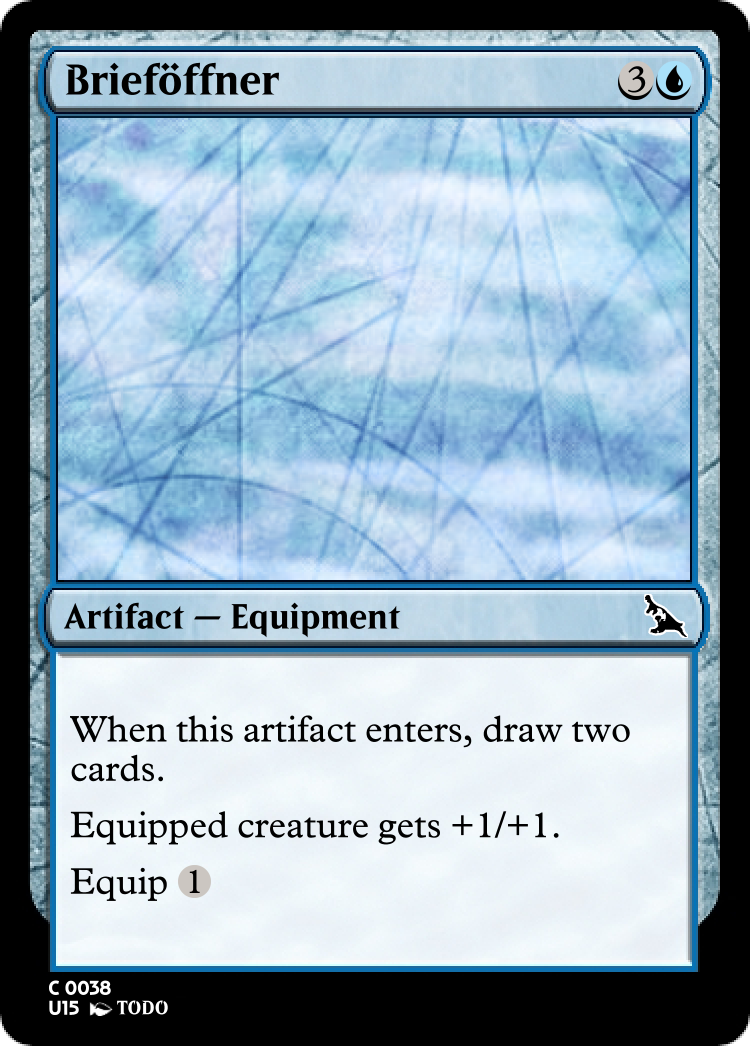 Brieföffner 3
Artifact — Equipment
When this artifact enters, draw two
cards.
Equipped creature gets +1/+1.
Equip 1
C 0038
U15 TODO